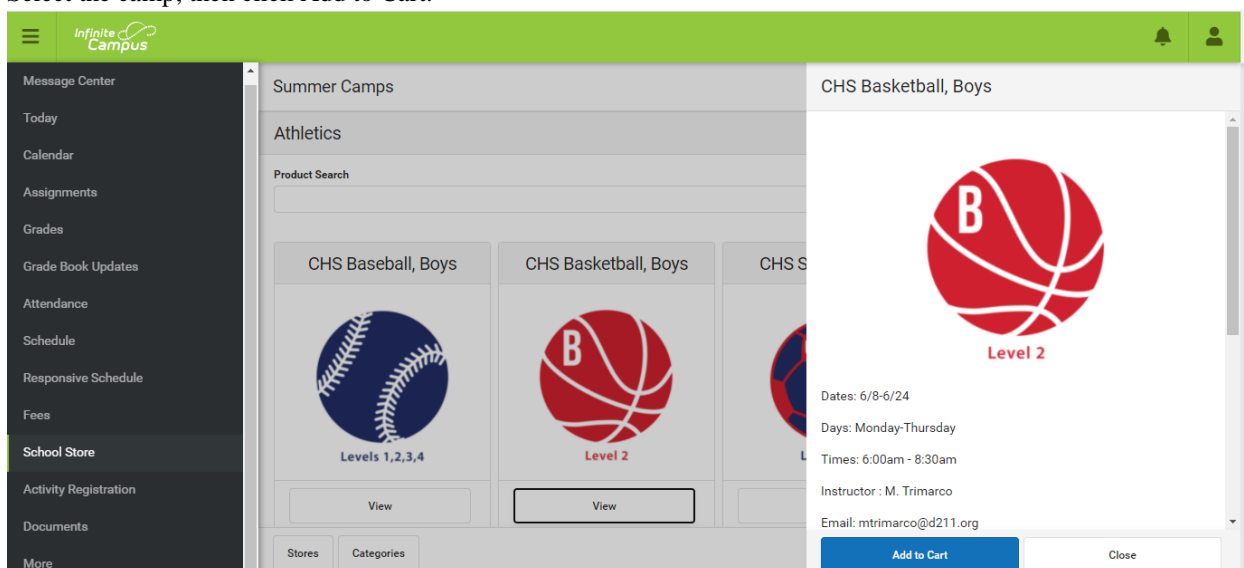 Select the camp, then click Add to Cart.
Infinite
Campus
Message Center
Today
Calendar
Assignments
Grades
Grade Book Updates
Attendance
Schedule
Responsive Schedule
Fees
School Store
Activity Registration
Documents
More
Summer Camps
Athletics
Product Search
CHS Baseball, Boys
Levels 1,2,3,4
View
CHS Basketball, Boys
B
Level 2
View
CHS S
L
Stores
Categories
CHS Basketball, Boys
B
Level 2
Dates: 6/8-6/24
Days: Monday-Thursday
Times: 6:00am - 8:30am
Instructor : M. Trimarco
Email: mtrimarco@d211.org
Add to Cart
Close